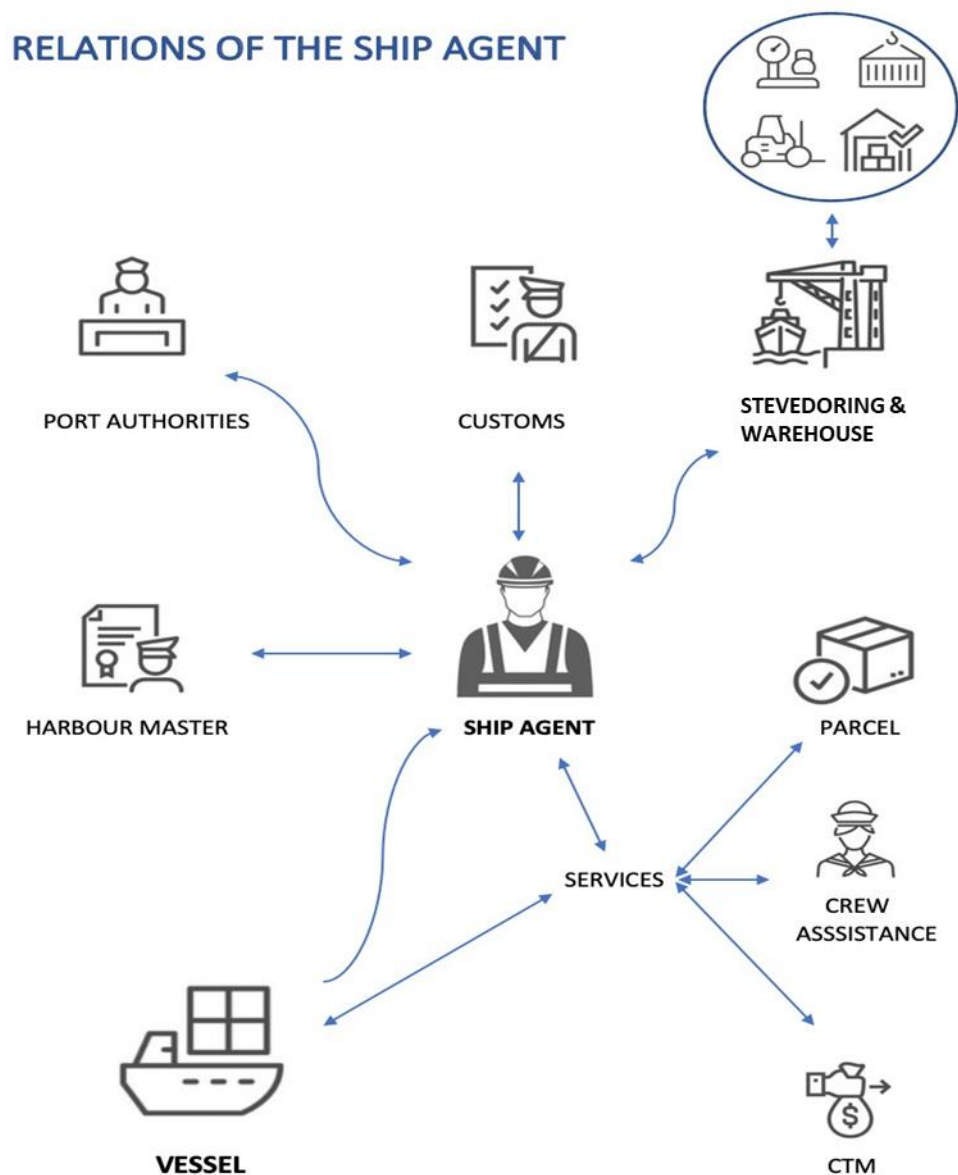 RELATIONS OF THE SHIP AGENT
PORT AUTHORITIES
CUSTOMS
STEVEDORING &
WAREHOUSE
HARBOUR MASTER
SHIP AGENT
PARCEL
SERVICES
CREW
ASSSISTANCE
$
VESSEL
CTM